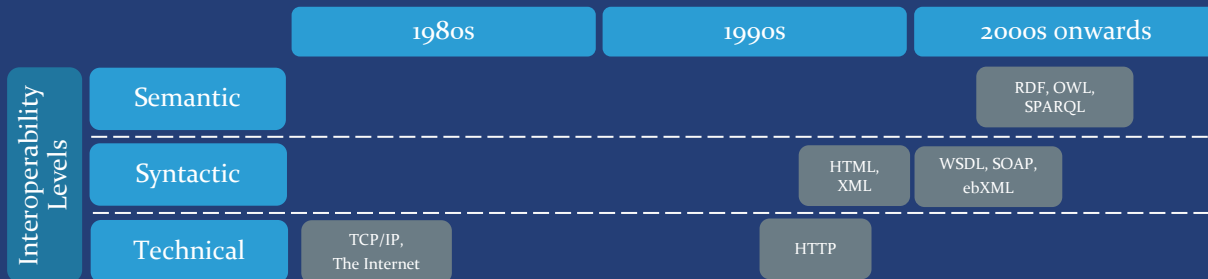 1980s
1990s
2000s onwards
Interoperability
Levels
Semantic
RDF, OWL,
SPARQL
Syntactic
HTML,
XML
WSDL, SOAP,
ebXML
Technical
TCP/IP,
The Internet
HTTP